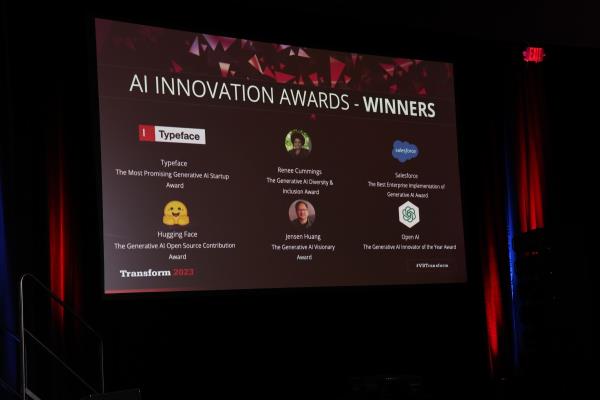 AI INNOVATION AWARDS - WINNERS
Typeface
Typeface
The Most Promising Generative AI Startup
Award
Renee Cummings
The Generative AI Diversity &
Inclusion Award
salesforce
Salesforce
The Best Enterprise Implementation of
Generative AI Award
Hugging Face
The Generative AI Open Source Contribution
Award
Jensen Huang
The Generative AI Visionary
Award
Open AI
The Generative AI Innovator of the Year Award
Transform 2023
#VBTransform